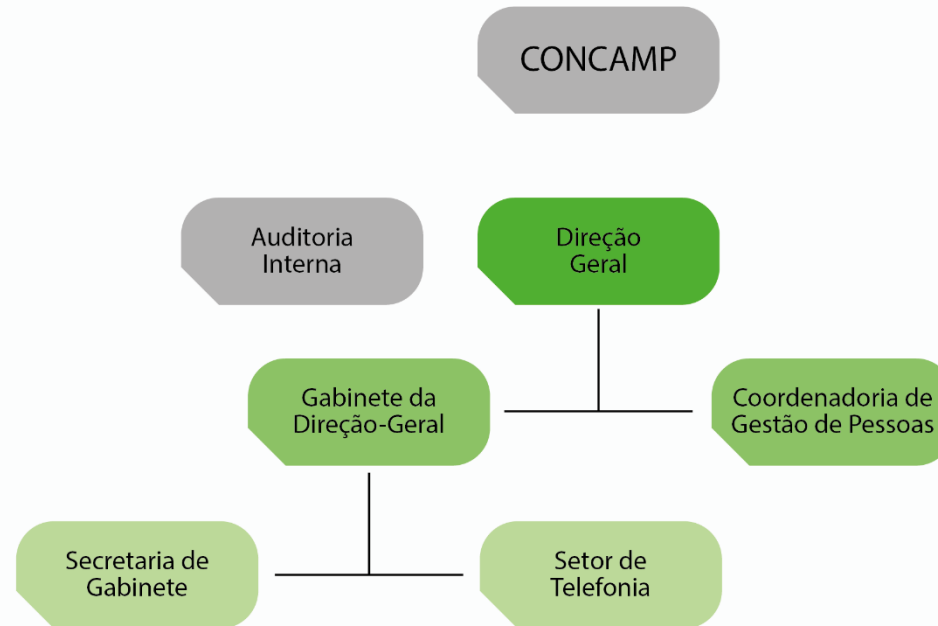 CONCAMP
Auditoria
Interna
Direção
Geral
Gabinete da
Direção-Geral
Coordenadoria de
Gestão de Pessoas
Secretaria de
Gabinete
Setor de
Telefonia